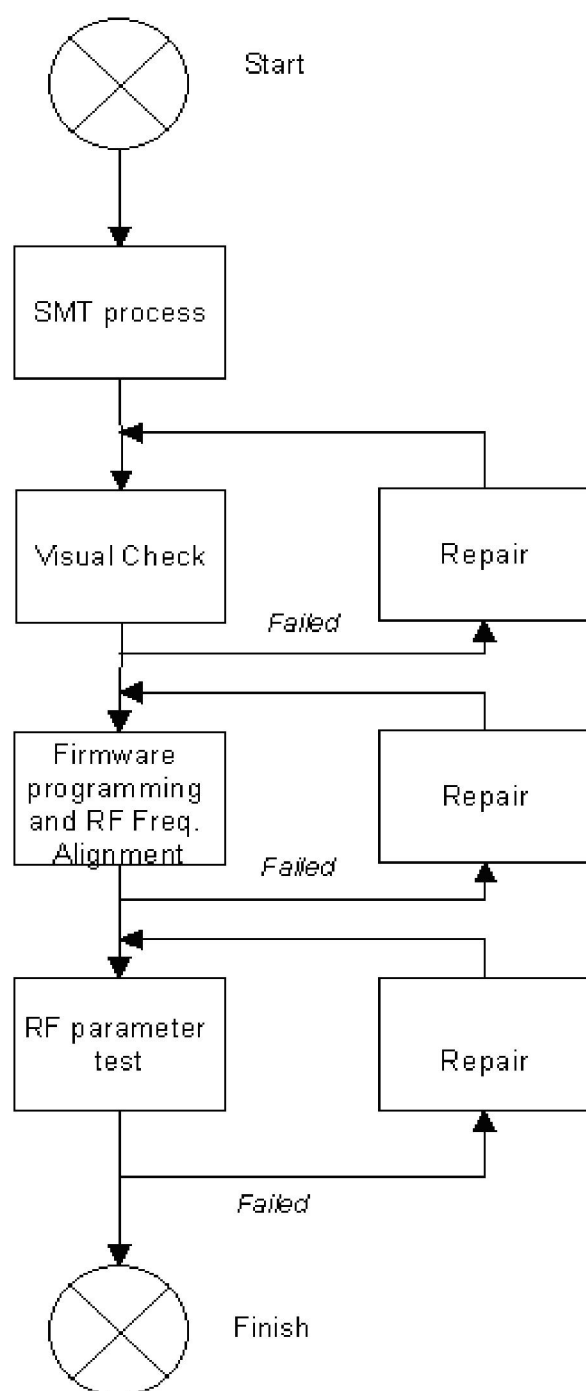 Start
SMT process
Visual Check
Repair
Failed
Firmware
programming
and RF Freq.
Alignment
Repair
Failed
RF parameter
test
Repair
Failed
Finish